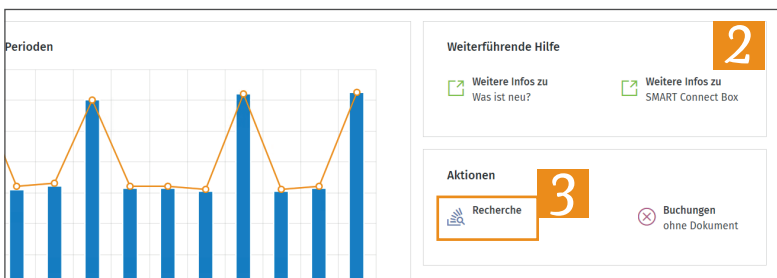 Perioden
Weiterführende Hilfe
2
Weitere Infos zu
Was ist neu?
Weitere Infos zu
SMART Connect Box
Aktionen
3
Recherche
Buchungen
ohne Dokument